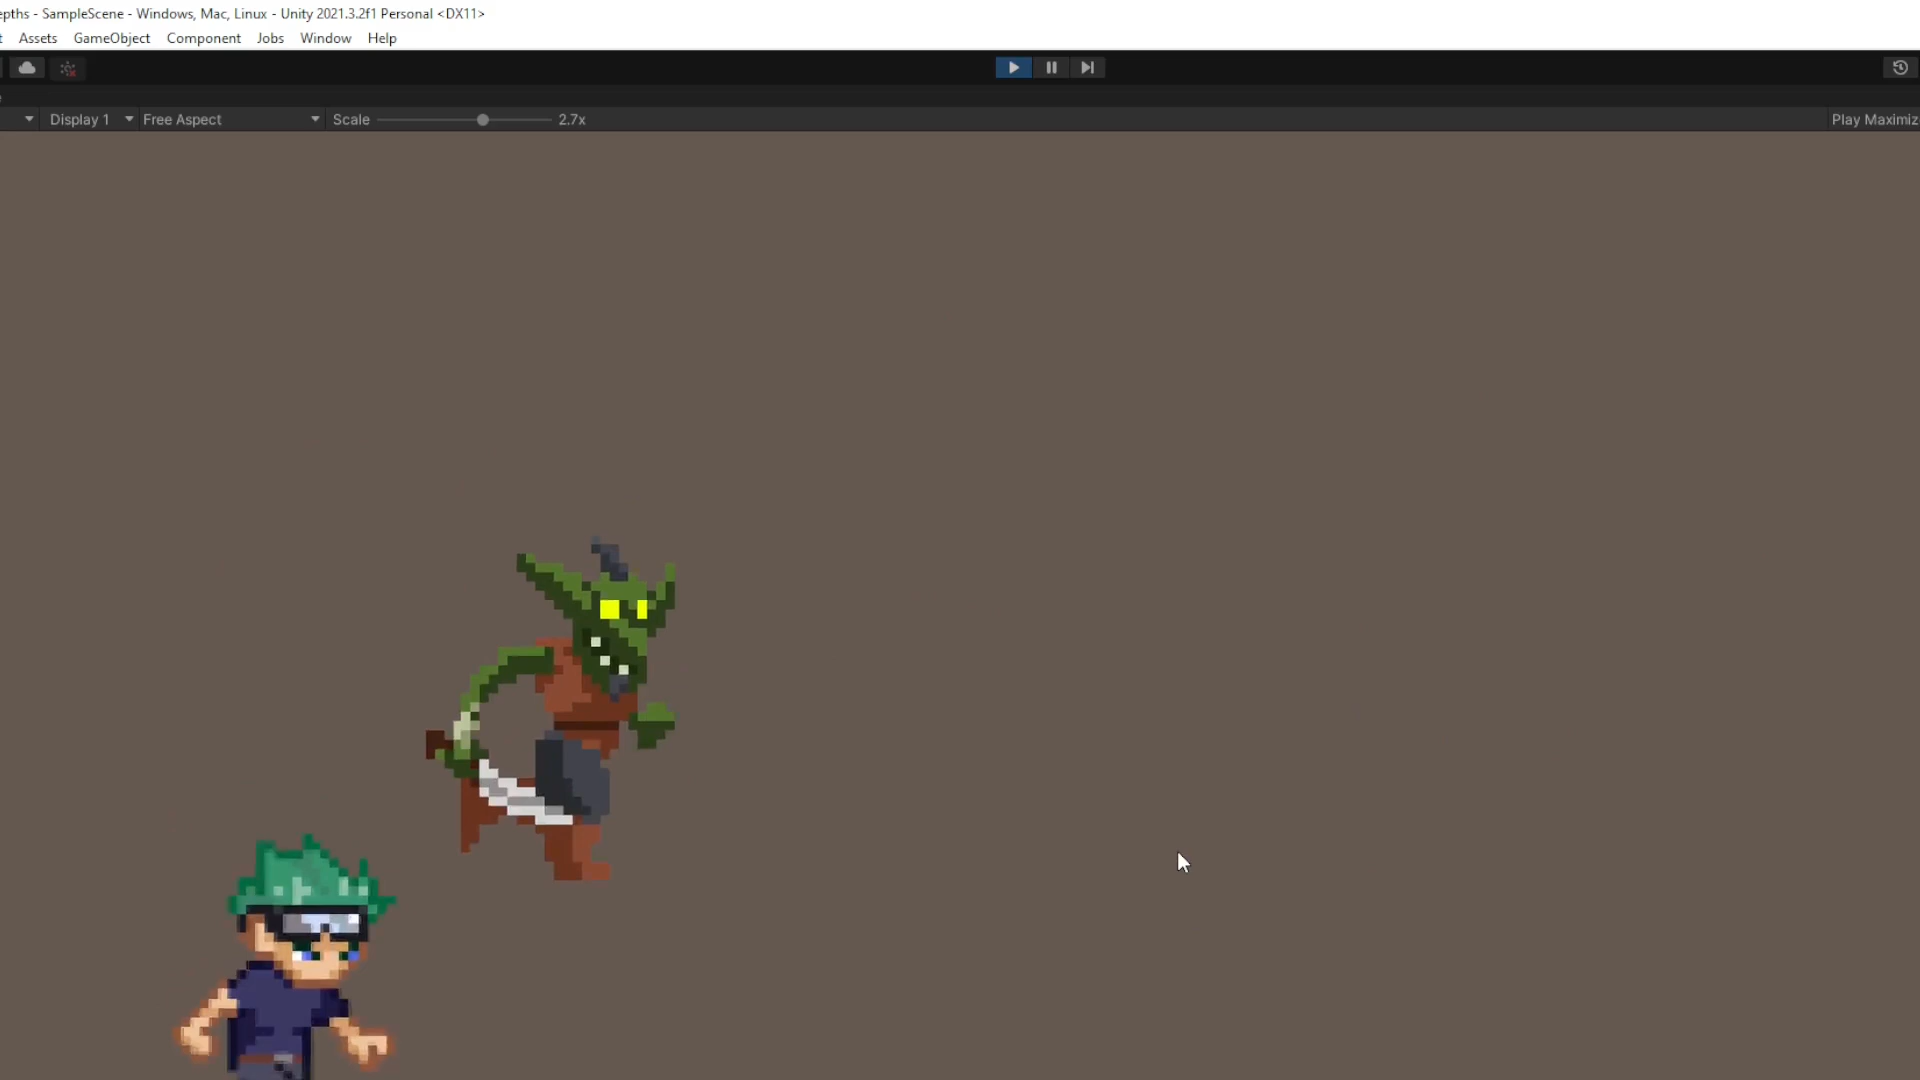 epths - SampleScene - Windows, Mac, Linux - Unity 2021.3.2f1 Personal <DX11>
t Assets GameObject Component Jobs Window Help
Display 1 Free Aspect Scale 2.7x Play Maximiz